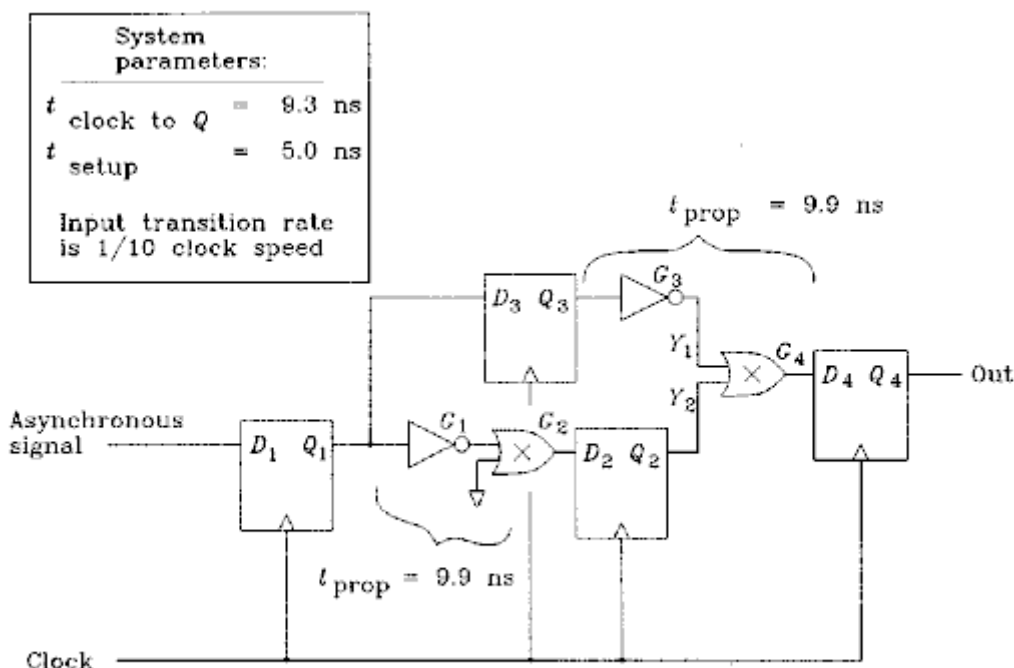 System
parameters:
t clock to Q = 9.3 ns
t setup = 5.0 ns
Input transition rate
is 1/10 clock speed
t prop = 9.9 ns
D3 Q3
G3
Y1
Y2
G4
D4 Q4
Out
Asynchronous
signal
D1 Q1
G1
G2
D2 Q2
t prop = 9.9 ns
Clock